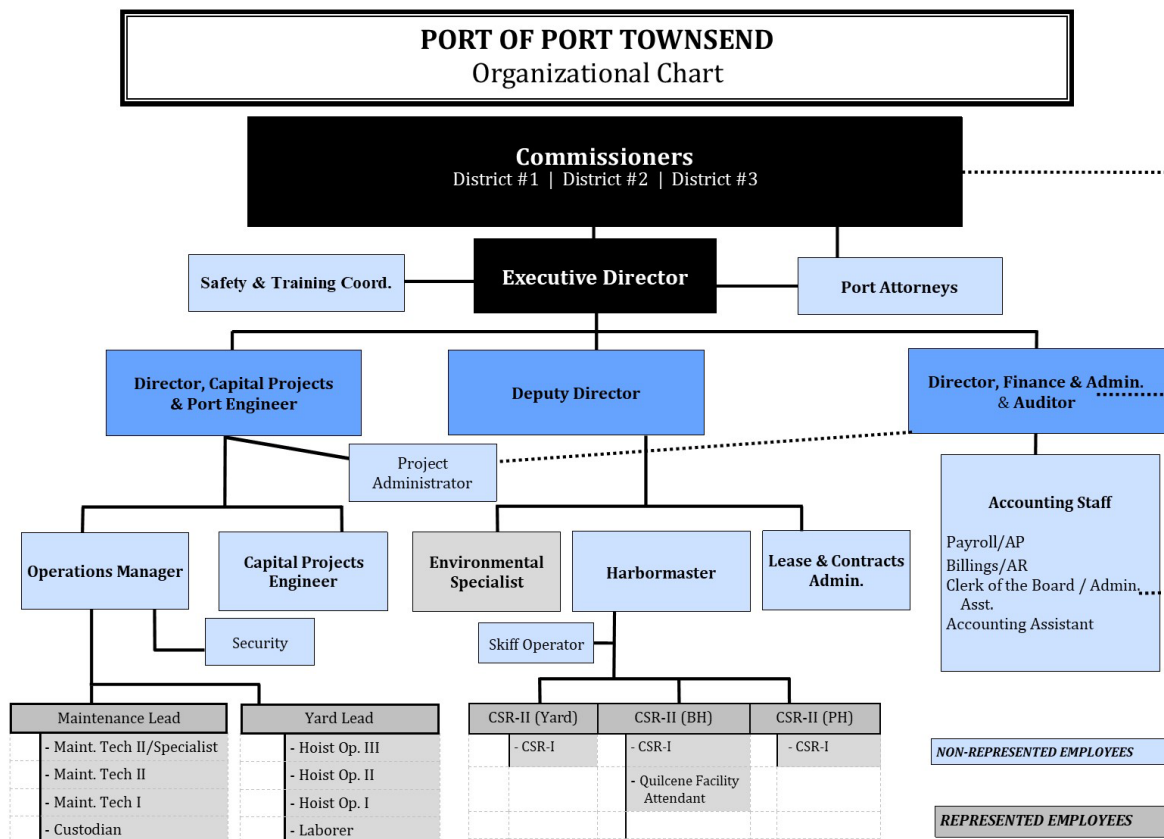 PORT OF PORT TOWNSEND
Organizational Chart
Commissioners
District #1 | District #2 | District #3
Safety & Training Coord.
Executive Director
Port Attorneys
Director, Capital Projects
& Port Engineer
Deputy Director
Director, Finance & Admin.
& Auditor
Project
Administrator
Accounting Staff
Payroll/AP
Billings/AR
Clerk of the Board / Admin.
Asst.
Accounting Assistant
Operations Manager
Capital Projects
Engineer
Environmental
Specialist
Harbormaster
Lease & Contracts
Admin.
Security
Skiff Operator
Maintenance Lead
- Maint. Tech II/Specialist
- Maint. Tech II
- Maint. Tech I
- Custodian
Yard Lead
- Hoist Op. III
- Hoist Op. II
- Hoist Op. I
- Laborer
CSR-II (Yard)
- CSR-I
CSR-II (BH)
- CSR-I
- Quilcene Facility
Attendant
CSR-II (PH)
- CSR-I
NON-REPRESENTED EMPLOYEES
REPRESENTED EMPLOYEES